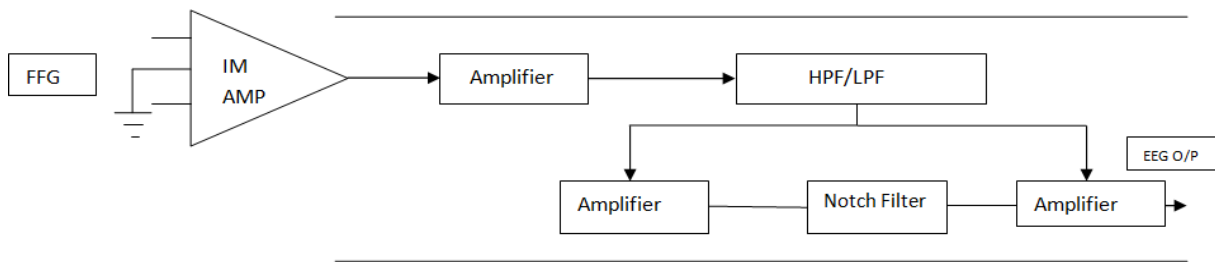 FFG
IM
AMP
Amplifier
HPF/LPF
EEG O/P
Amplifier
Notch Filter
Amplifier